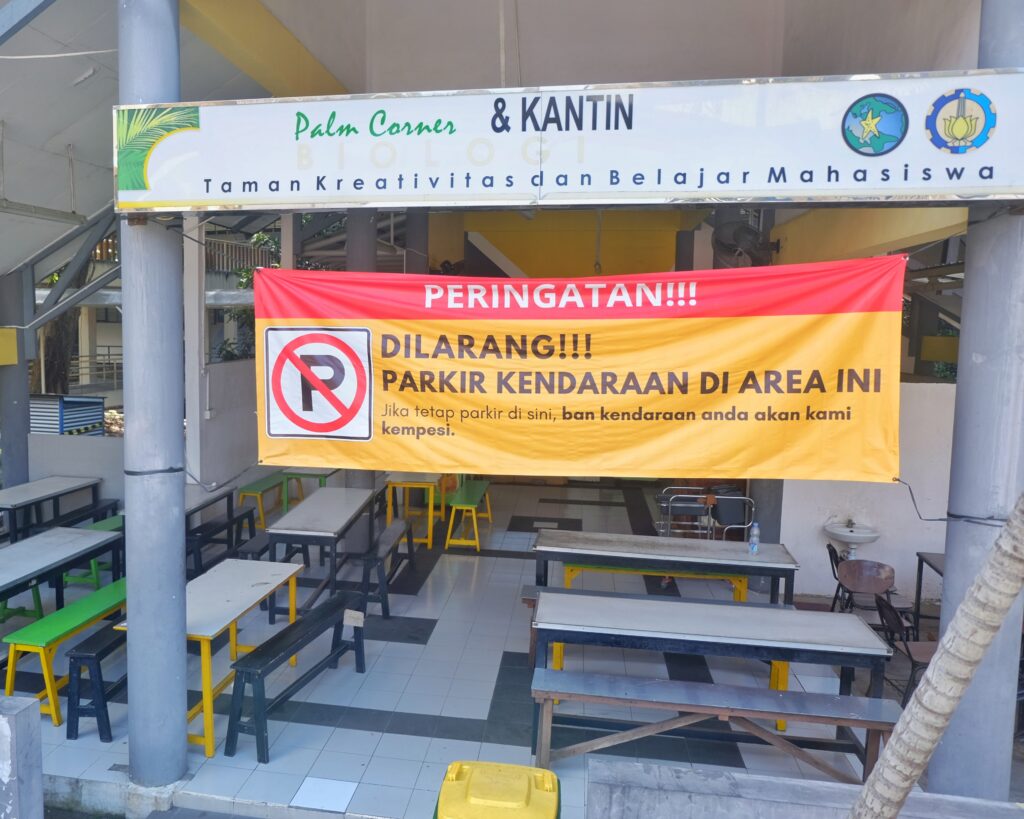 Palm Corner & KANTIN
BIOLOGI
Taman Kreativitas dan Belajar Mahasiswa
PERINGATAN!!!
P
DILARANG!!!
PARKIR KENDARAAN DI AREA INI
Jika tetap parkir di sini, ban kendaraan anda akan kami
kempesi.